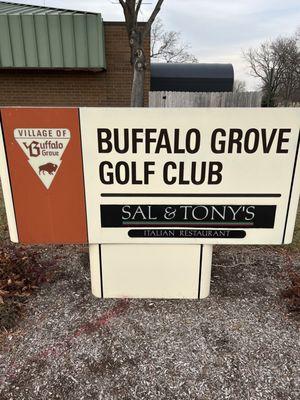 VILLAGE OF
Buffalo
Grove
BUFFALO GROVE
GOLF CLUB
SAL & TONY'S
ITALIAN RESTAURANT